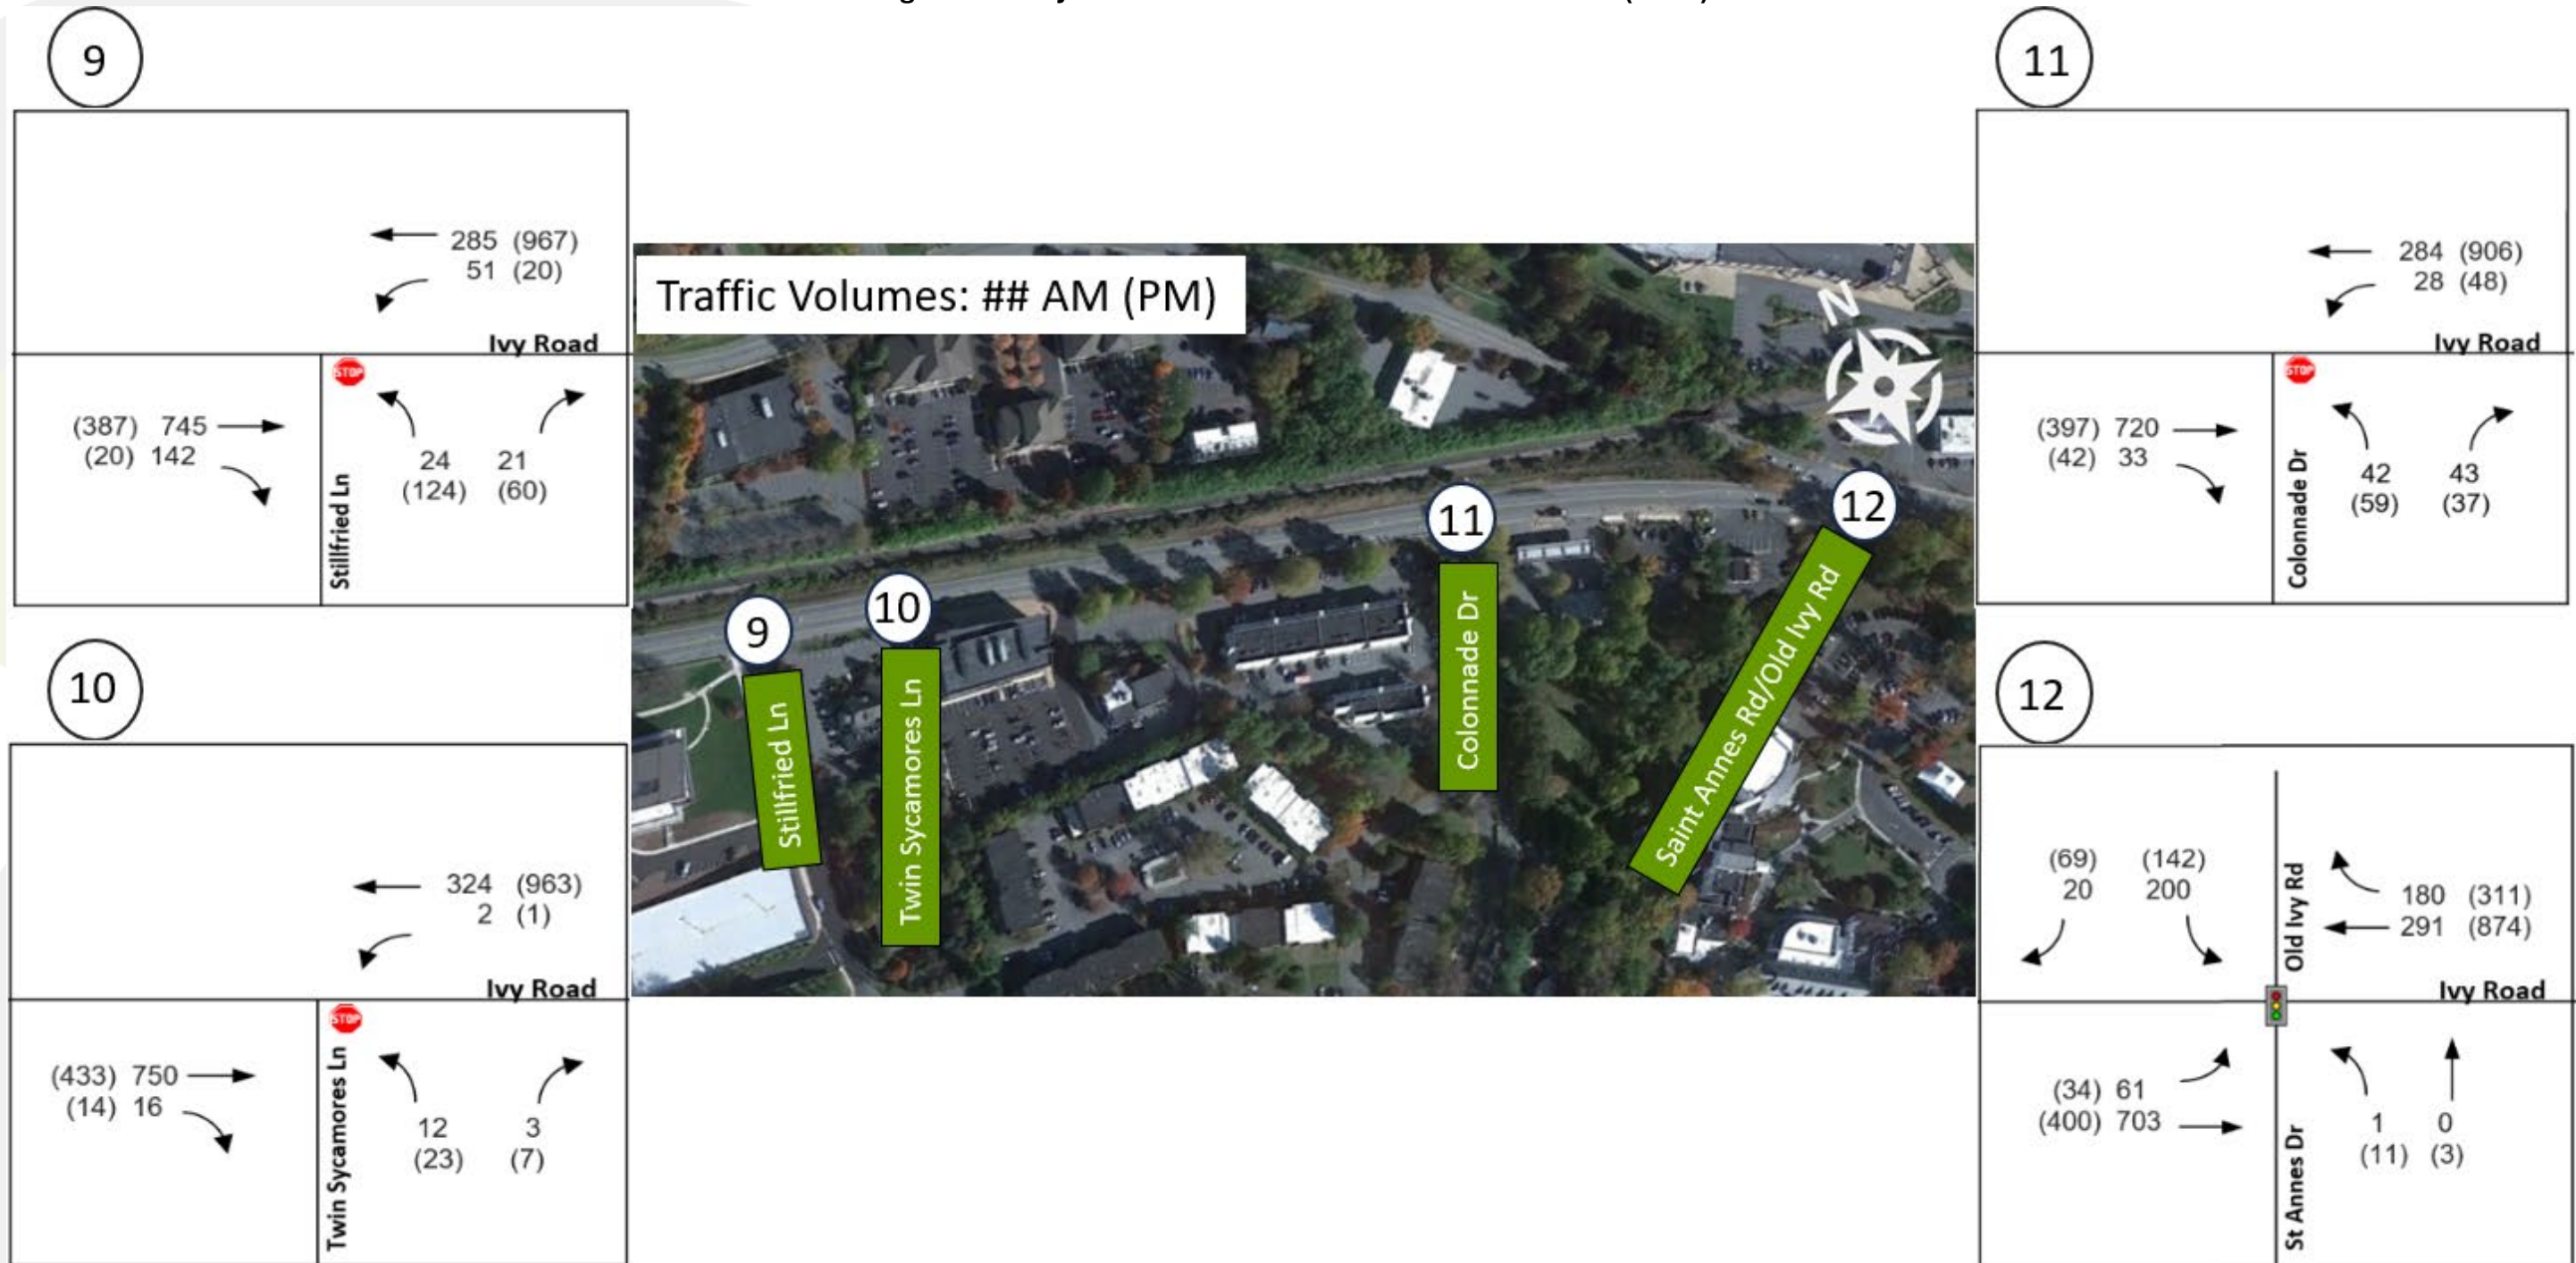 9
285 (967)
51 (20)
Ivy Road
STOP
(387) 745
(20) 142
Stillfried Ln
24 21
(124) (60)
10
324 (963)
2 (1)
Ivy Road
STOP
(433) 750
(14) 16
Twin Sycamores Ln
12 3
(23) (7)
Traffic Volumes: ## AM (PM)
N
9
10
11
12
Stillfried Ln
Twin Sycamores Ln
Colonnade Dr
Saint Annes Rd/Old Ivy Rd
11
284 (906)
28 (48)
Ivy Road
STOP
(397) 720
(42) 33
Colonnade Dr
42 43
(59) (37)
12
(69) (142)
20 200
Old Ivy Rd
180 (311)
291 (874)
Ivy Road
(34) 61
(400) 703
St Annes Dr
1 0
(11) (3)